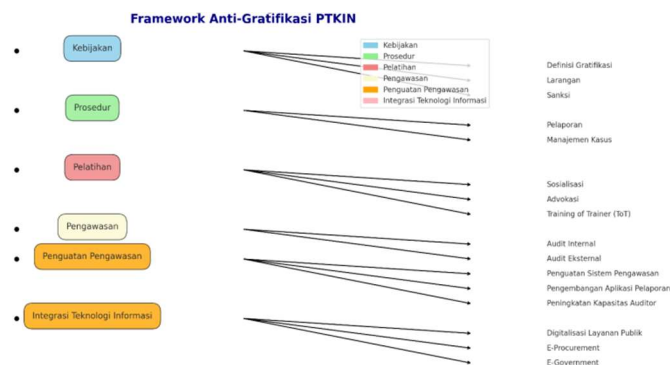 Framework Anti-Gratifikasi PTKIN
Kebijakan
Kebijakan
Prosedur
Pelatihan
Pengawasan
Penguatan Pengawasan
Integrasi Teknologi Informasi
Definisi Gratifikasi
Larangan
Sanksi
Prosedur
Pelaporan
Manajemen Kasus
Pelatihan
Sosialisasi
Advokasi
Training of Trainer (ToT)
Pengawasan
Audit Internal
Audit Eksternal
Penguatan Pengawasan
Penguatan Sistem Pengawasan
Pengembangan Aplikasi Pelaporan
Peningkatan Kapasitas Auditor
Integrasi Teknologi Informasi
Digitalisasi Layanan Publik
E-Procurement
E-Government